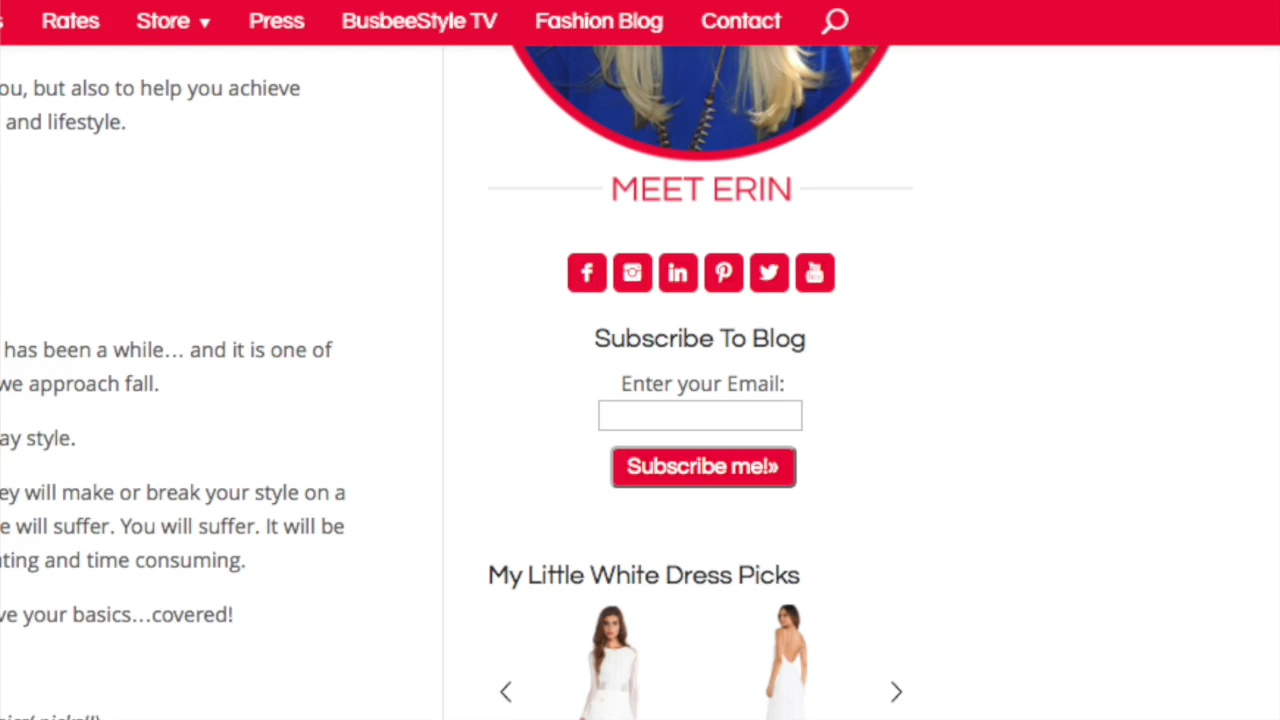 Rates Store Press BusbeeStyle TV Fashion Blog Contact
ou, but also to help you achieve
and lifestyle.
has been a while... and it is one of
we approach fall.
ay style.
ey will make or break your style on a
e will suffer. You will suffer. It will be
ating and time consuming.
ve your basics...covered!
MEET ERIN
Subscribe To Blog
Enter your Email:
Subscribe me!»
My Little White Dress Picks